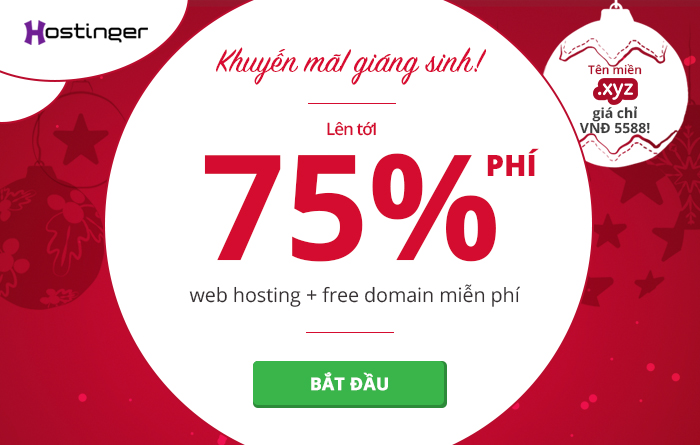 Hostinger
Khuyến mãI giáng sinh!
Tên miền
.xyz
giá chỉ
VNĐ 5588!
Lên tớI
75% PHÍ
web hosting + free domain miễn phí
BẮT ĐẦU